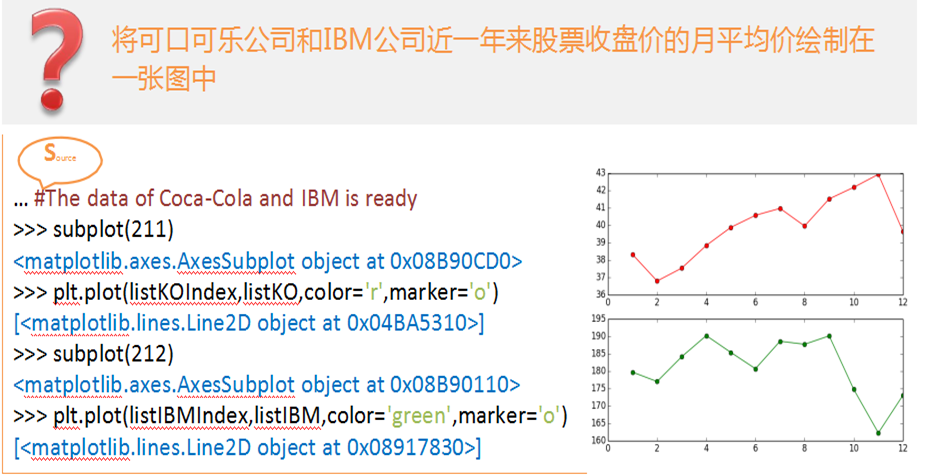 将可口可乐公司和IBM公司近一年来股票收盘价的月平均价绘制在
一张图中
Source
... #The data of Coca-Cola and IBM is ready
>>> subplot(211)
<matplotlib.axes.AxesSubplot object at 0x08B90CD0>
>>> plt.plot(listKOIndex,listKO,color='r',marker='o')
[<matplotlib.lines.Line2D object at 0x04BA5310>]
>>> subplot(212)
<matplotlib.axes.AxesSubplot object at 0x08B90110>
>>> plt.plot(listIBMIndex,listIBM,color='green',marker='o')
[<matplotlib.lines.Line2D object at 0x08917830>]
43
42
41
40
39
38
37
36
0 2 4 6 8 10 12
195
190
185
180
175
170
165
160
0 2 4 6 8 10 12